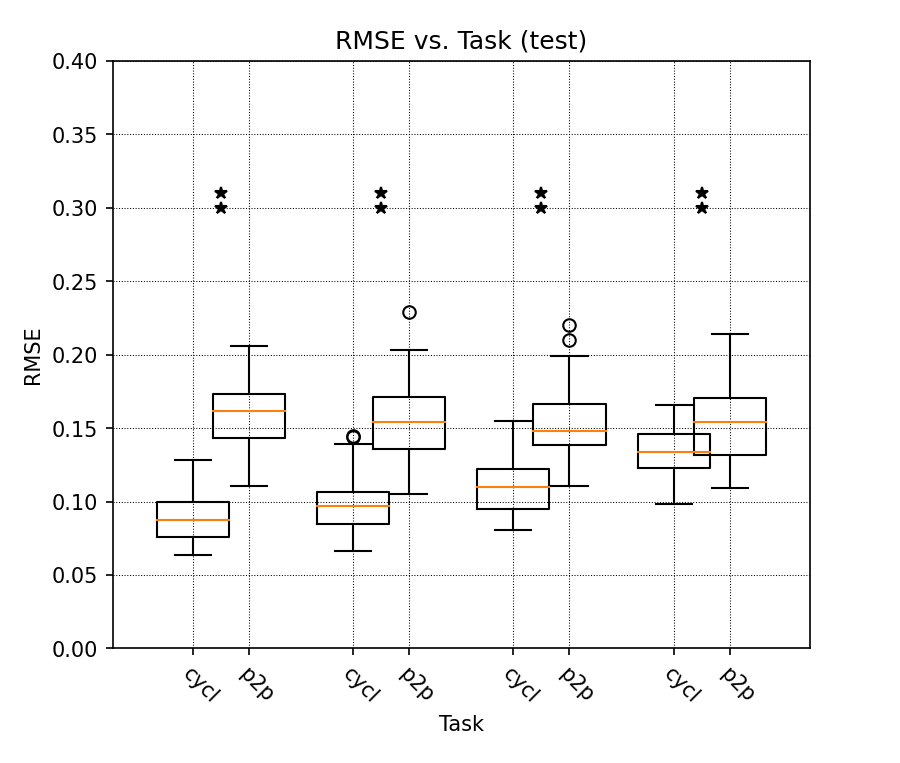 RMSE vs. Task (test)
0.40
0.35
0.30
0.25
0.20
0.15
0.10
0.05
0.00
RMSE
cycl p2p cycl p2p cycl p2p cycl p2p
Task